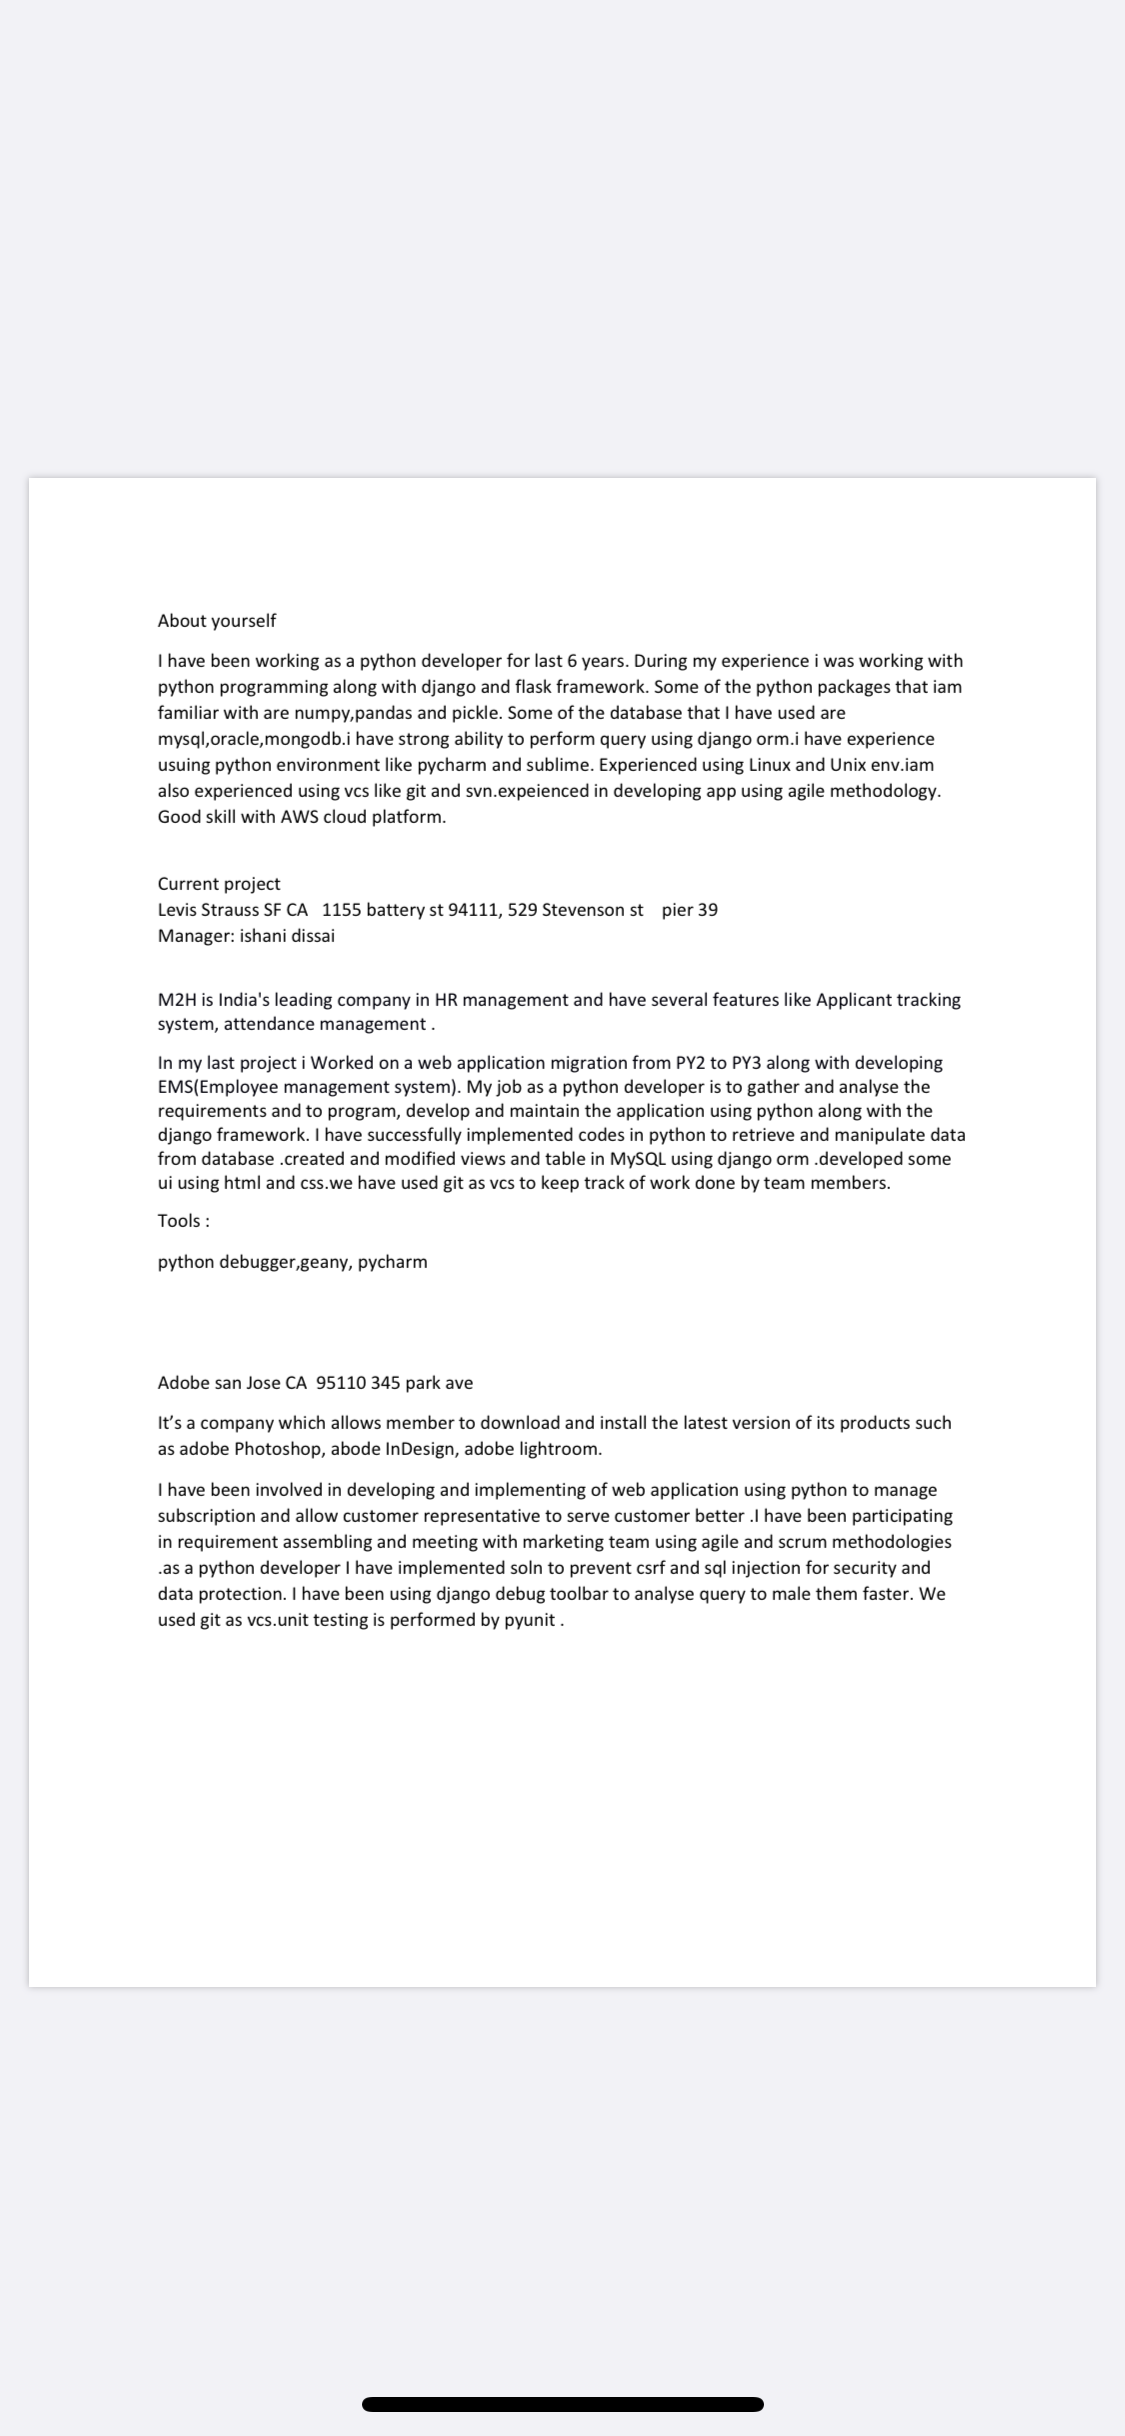 About yourself
I have been working as a python developer for last 6 years. During my experience i was working with
python programming along with django and flask framework. Some of the python packages that iam
familiar with are numpy,pandas and pickle. Some of the database that I have used are
mysql,oracle,mongodb.i have strong ability to perform query using django orm.i have experience
usuing python environment like pycharm and sublime. Experienced using Linux and Unix env.iam
also experienced using vcs like git and svn.expeienced in developing app using agile methodology.
Good skill with AWS cloud platform.
Current project
Levis Strauss SF CA   1155 battery st 94111, 529 Stevenson st    pier 39
Manager: ishani dissai
M2H is India's leading company in HR management and have several features like Applicant tracking
system, attendance management .
In my last project i Worked on a web application migration from PY2 to PY3 along with developing
EMS(Employee management system). My job as a python developer is to gather and analyse the
requirements and to program, develop and maintain the application using python along with the
django framework. I have successfully implemented codes in python to retrieve and manipulate data
from database .created and modified views and table in MySQL using django orm .developed some
ui using html and css.we have used git as vcs to keep track of work done by team members.
Tools :
python debugger,geany, pycharm
Adobe san Jose CA  95110 345 park ave
It’s a company which allows member to download and install the latest version of its products such
as adobe Photoshop, abode InDesign, adobe lightroom.
I have been involved in developing and implementing of web application using python to manage
subscription and allow customer representative to serve customer better .I have been participating
in requirement assembling and meeting with marketing team using agile and scrum methodologies
.as a python developer I have implemented soln to prevent csrf and sql injection for security and
data protection. I have been using django debug toolbar to analyse query to male them faster. We
used git as vcs.unit testing is performed by pyunit .